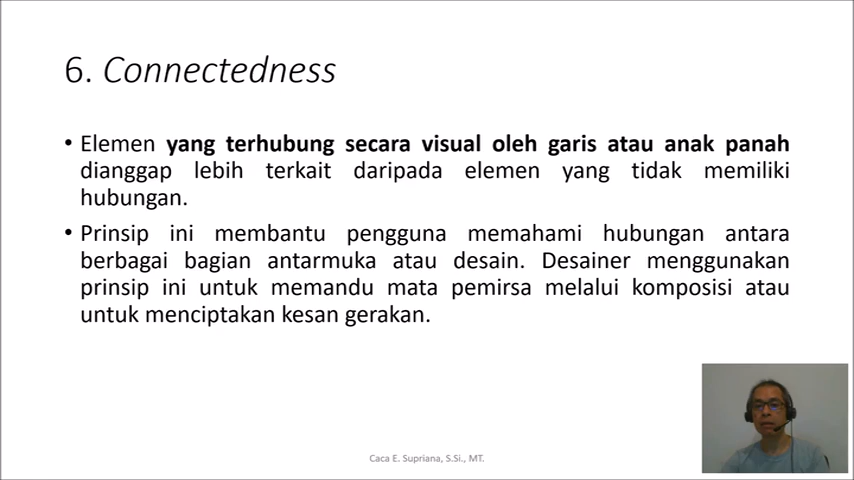 6. Connectedness
• Elemen yang terhubung secara visual oleh garis atau anak panah
dianggap lebih terkait daripada elemen yang tidak memiliki
hubungan.
• Prinsip ini membantu pengguna memahami hubungan antara
berbagai bagian antarmuka atau desain. Desainer menggunakan
prinsip ini untuk memandu mata pemirsa melalui komposisi atau
untuk menciptakan kesan gerakan.
Caca E. Supriana, S.Si., MT.